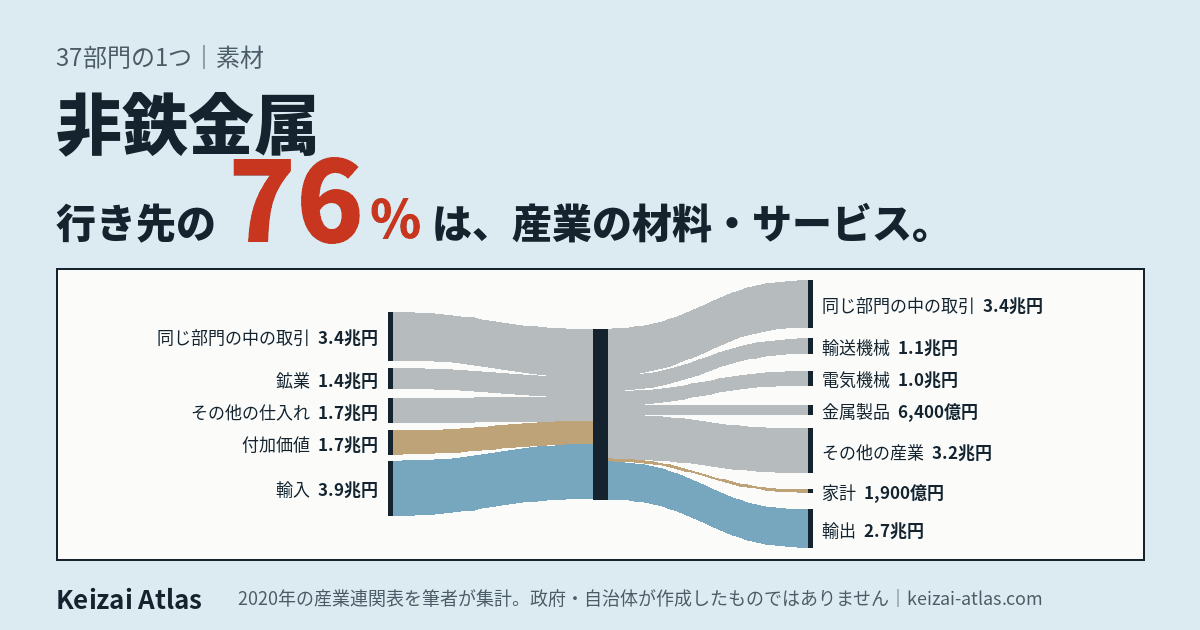 37部門の1つ｜素材
非鉄金属
行き先の 76% は、産業の材料・サービス。
同じ部門の中の取引 3.4兆円
鉱業 1.4兆円
その他の仕入れ 1.7兆円
付加価値 1.7兆円
輸入 3.9兆円
同じ部門の中の取引 3.4兆円
輸送機械 1.1兆円
電気機械 1.0兆円
金属製品 6,400億円
その他の産業 3.2兆円
家計 1,900億円
輸出 2.7兆円
Keizai Atlas 2020年の産業連関表を筆者が集計。政府・自治体が作成したものではありません｜keizai-atlas.com